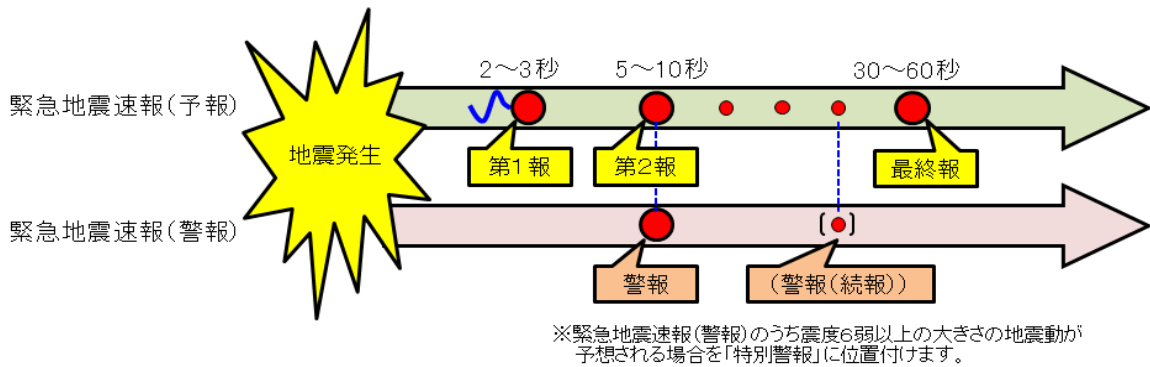 2～3秒
5～10秒
30～60秒
緊急地震速報(予報)
地震発生
第1報
第2報
最終報
緊急地震速報(警報)
警報
(警報(続報))
※緊急地震速報(警報)のうち震度6弱以上の大きさの地震動が
予想される場合を「特別警報」に位置付けます。